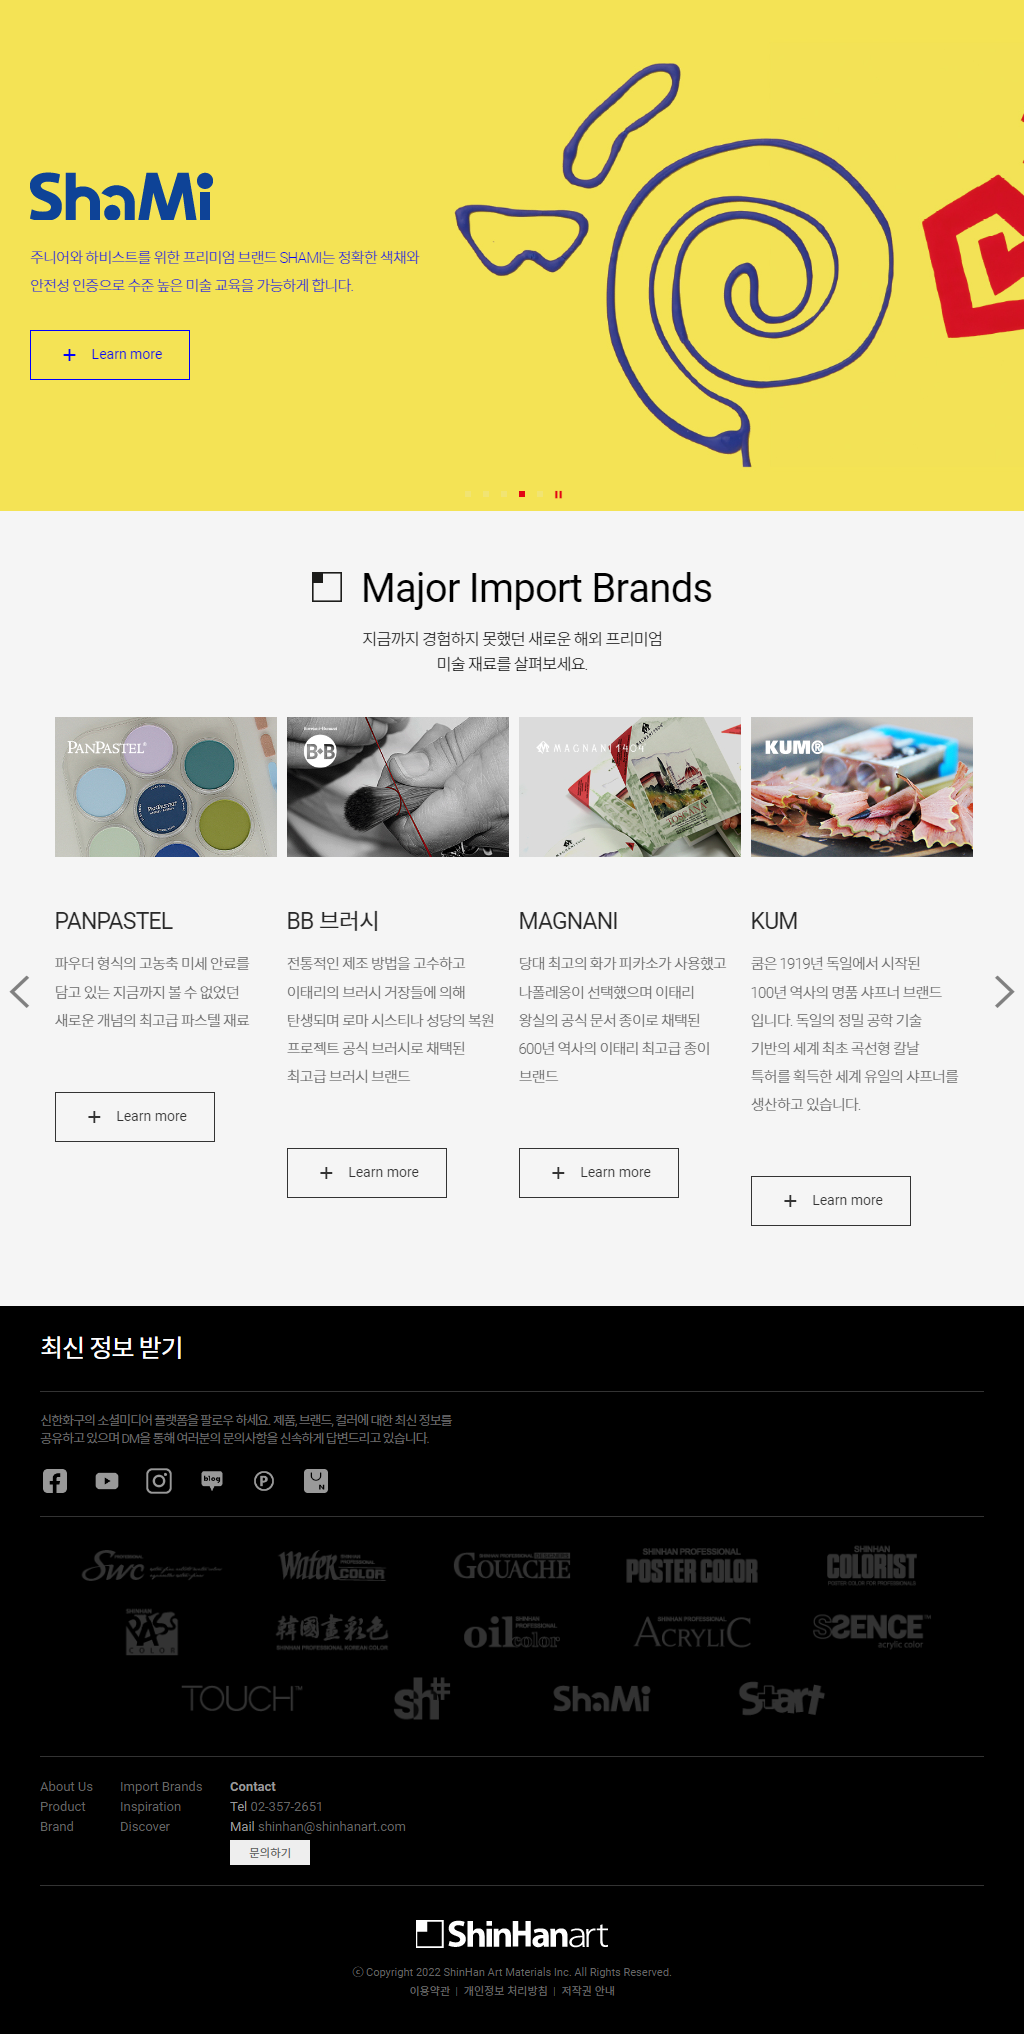 ShaMi
주니어와 하비스트를 위한 프리미엄 브랜드 SHAMI는 정확한 색채와
안전성 인증으로 수준 높은 미술 교육을 가능하게 합니다.
+ Learn more
Major Import Brands
지금까지 경험하지 못했던 새로운 해외 프리미엄
미술 재료를 살펴보세요.
PANPASTEL
B·B
MAGNANI 1404
KUM®
PANPASTEL
파우더 형식의 고농축 미세 안료를
담고 있는 지금까지 볼 수 없었던
새로운 개념의 최고급 파스텔 재료
+ Learn more
BB 브러시
전통적인 제조 방법을 고수하고
이태리의 브러시 거장들에 의해
탄생되며 로마 시스티나 성당의 복원
프로젝트 공식 브러시로 채택된
최고급 브러시 브랜드
+ Learn more
MAGNANI
당대 최고의 화가 피카소가 사용했고
나폴레옹이 선택했으며 이태리
왕실의 공식 문서 종이로 채택된
600년 역사의 이태리 최고급 종이
브랜드
+ Learn more
KUM
쿰은 1919년 독일에서 시작된
100년 역사의 명품 샤프너 브랜드
입니다. 독일의 정밀 공학 기술
기반의 세계 최초 곡선형 칼날
특허를 획득한 세계 유일의 샤프너를
생산하고 있습니다.
+ Learn more
최신 정보 받기
신한화구의 소셜미디어 플랫폼을 팔로우 하세요. 제품, 브랜드, 컬러에 대한 최신 정보를
공유하고 있으며 DM을 통해 여러분의 문의사항을 신속하게 답변드리고 있습니다.
blog
SWC
Water COLOR
SHINHAN PROFESSIONAL DESIGNERS
GOUACHE
SHINHAN PROFESSIONAL
POSTER COLOR
SHINHAN
COLORIST
POSTER COLOR FOR PROFESSIONALS
SHINHAN
PASS
COLOR
韓國畫彩色
SHINHAN PROFESSIONAL KOREAN COLOR
SHINHAN
PROFESSIONAL
oil color
SHINHAN PROFESSIONAL
ACRYLIC
SSENCE™
acrylic color
TOUCH™
sh#
ShaMi
Start
About Us
Product
Brand
Import Brands
Inspiration
Discover
Contact
Tel 02-357-2651
Mail shinhan@shinhanart.com
문의하기
ShinHanart
ⓒ Copyright 2022 ShinHan Art Materials Inc. All Rights Reserved.
이용약관 | 개인정보 처리방침 | 저작권 안내